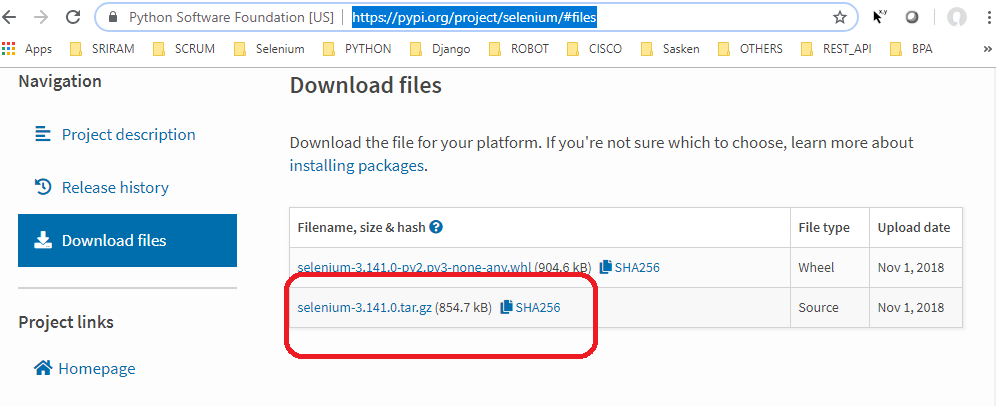 Python Software Foundation [US] | https://pypi.org/project/selenium/#files
Apps SRIRAM SCRUM Selenium PYTHON Django ROBOT CISCO Sasken OTHERS REST_API BPA »
Navigation
Project description
Release history
Download files
Project links
Homepage
Download files
Download the file for your platform. If you're not sure which to choose, learn more about
installing packages.
Filename, size & hash ? File type Upload date
selenium-3.141.0-py2.py3-none-any.whl (904.6 kB) SHA256 Wheel Nov 1, 2018
selenium-3.141.0.tar.gz (854.7 kB) SHA256 Source Nov 1, 2018